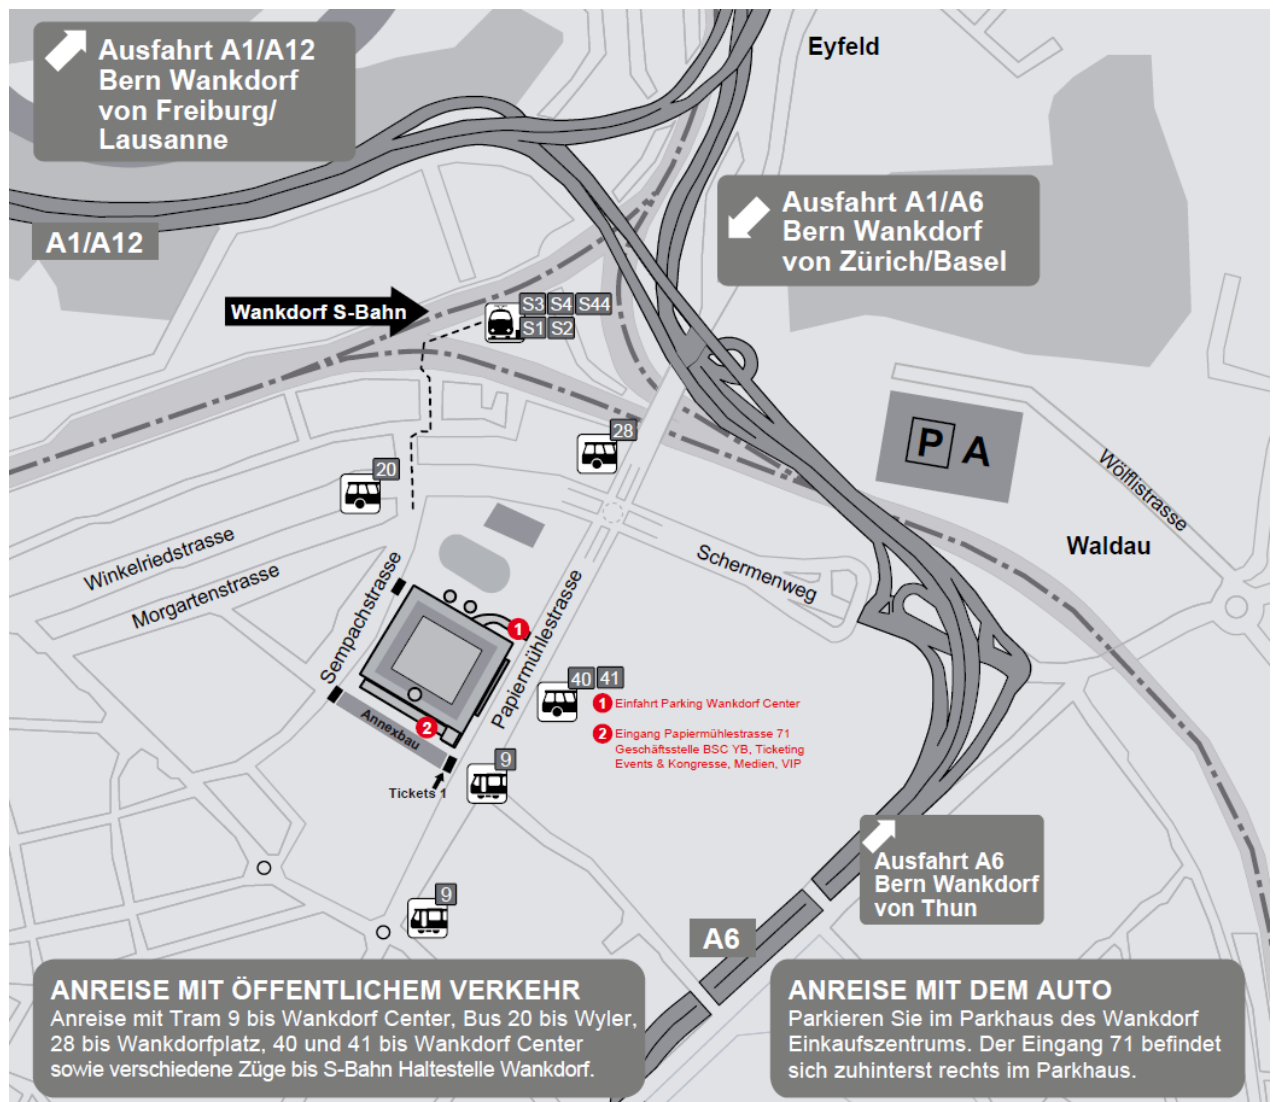 Ausfahrt A1/A12
Bern Wankdorf
von Freiburg/
Lausanne
Eyfeld
Ausfahrt A1/A6
Bern Wankdorf
von Zürich/Basel
A1/A12
Wankdorf S-Bahn
S3 S4 S44
S1 S2
28
20
P A
Wölflistrasse
Waldau
Winkelriedstrasse
Morgartenstrasse
Schermenweg
Sempachstrasse
Papiermühlestrasse
1
40 41
1 Einfahrt Parking Wankdorf Center
2
Annexbau
2 Eingang Papiermühlestrasse 71
Geschäftsstelle BSC YB, Ticketing
Events & Kongresse, Medien, VIP
9
Tickets 1
Ausfahrt A6
Bern Wankdorf
von Thun
9
A6
ANREISE MIT ÖFFENTLICHEM VERKEHR
Anreise mit Tram 9 bis Wankdorf Center, Bus 20 bis Wyler,
28 bis Wankdorfplatz, 40 und 41 bis Wankdorf Center
sowie verschiedene Züge bis S-Bahn Haltestelle Wankdorf.
ANREISE MIT DEM AUTO
Parkieren Sie im Parkhaus des Wankdorf
Einkaufszentrums. Der Eingang 71 befindet
sich zuhinterst rechts im Parkhaus.